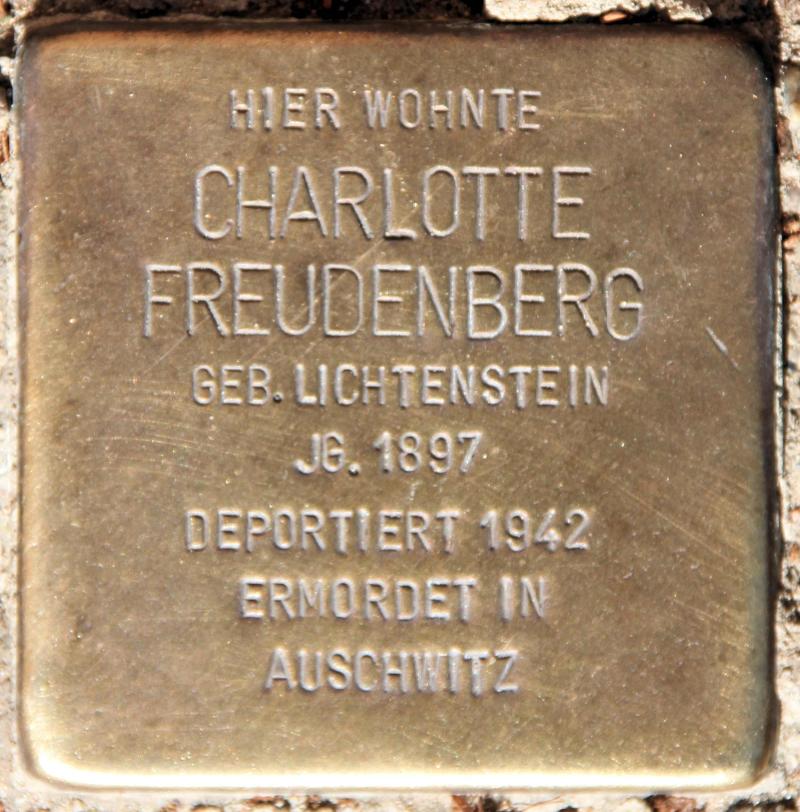 HIER WOHNTE
CHARLOTTE
FREUDENBERG
GEB. LICHTENSTEIN
JG. 1897
DEPORTIERT 1942
ERMORDET IN
AUSCHWITZ